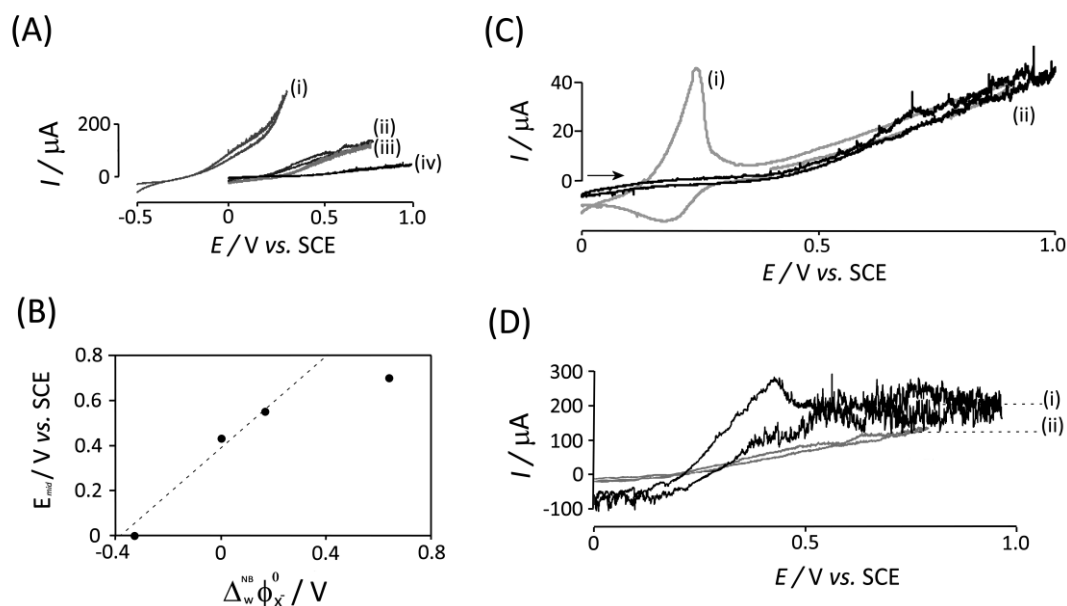 (A)
(i)
200
(ii)
(iii)
I / µA
0
(iv)
-0.5
0
0.5
1.0
E / V vs. SCE
(B)
0.8
0.6
0.4
0.2
0
E mid / V vs. SCE
-0.4
0
0.4
0.8
Δ NB w ϕ 0 X- / V
(C)
(i)
40
20
0
I / µA
(ii)
0
0.5
1.0
E / V vs. SCE
(D)
300
200
100
0
-100
I / µA
(i)
(ii)
0
0.5
1.0
E / V vs. SCE